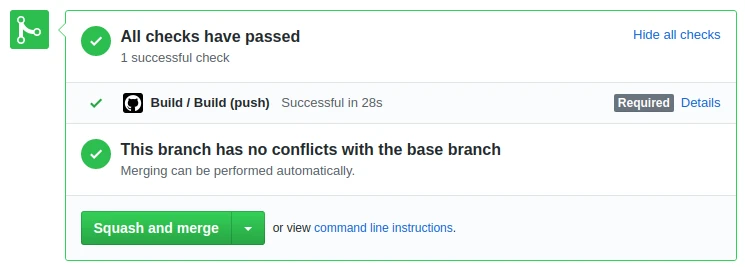 All checks have passed
Hide all checks
1 successful check
Build / Build (push) Successful in 28s
Required Details
This branch has no conflicts with the base branch
Merging can be performed automatically.
Squash and merge
or view command line instructions.